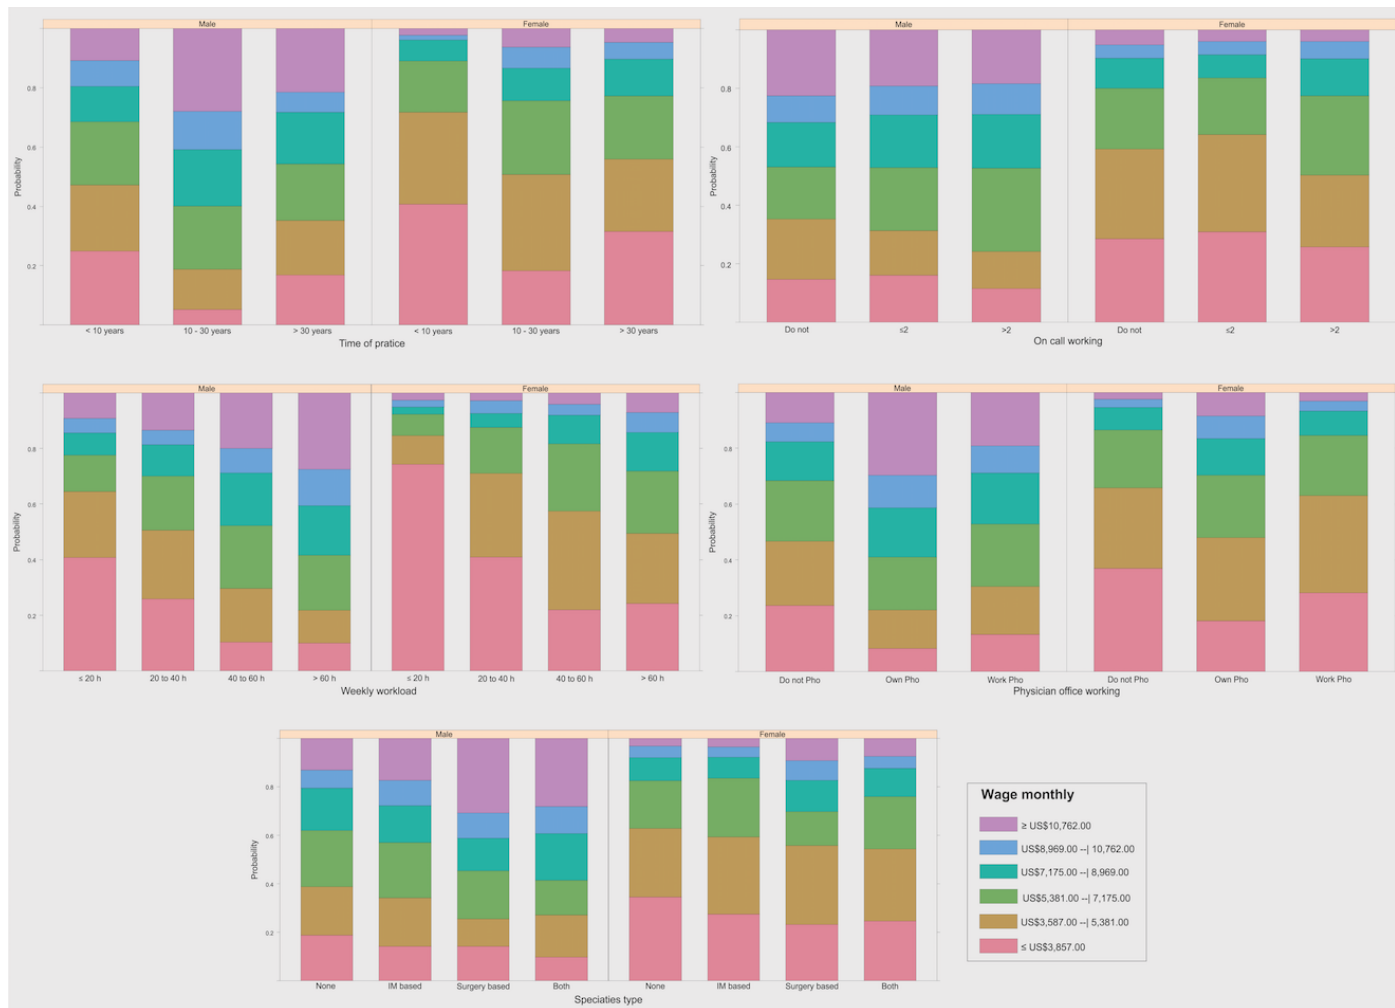 Male Female
Probability
0.8
0.6
0.4
0.2
< 10 years 10 - 30 years > 30 years < 10 years 10 - 30 years > 30 years
Time of pratice
Male Female
Probability
0.8
0.6
0.4
0.2
Do not ≤2 >2 Do not ≤2 >2
On call working
Male Female
Probability
0.8
0.6
0.4
0.2
≤ 20 h 20 to 40 h 40 to 60 h > 60 h ≤ 20 h 20 to 40 h 40 to 60 h > 60 h
Weekly workload
Male Female
Probability
0.8
0.6
0.4
0.2
Do not Pho Own Pho Work Pho Do not Pho Own Pho Work Pho
Physician office working
Male Female
Probability
0.8
0.6
0.4
0.2
None IM based Surgery based Both None IM based Surgery based Both
Speciaties type
Wage monthly
≥ US$10,762.00
US$8,969.00 --| 10,762.00
US$7,175.00 --| 8,969.00
US$5,381.00 --| 7,175.00
US$3,587.00 --| 5,381.00
≤ US$3,857.00